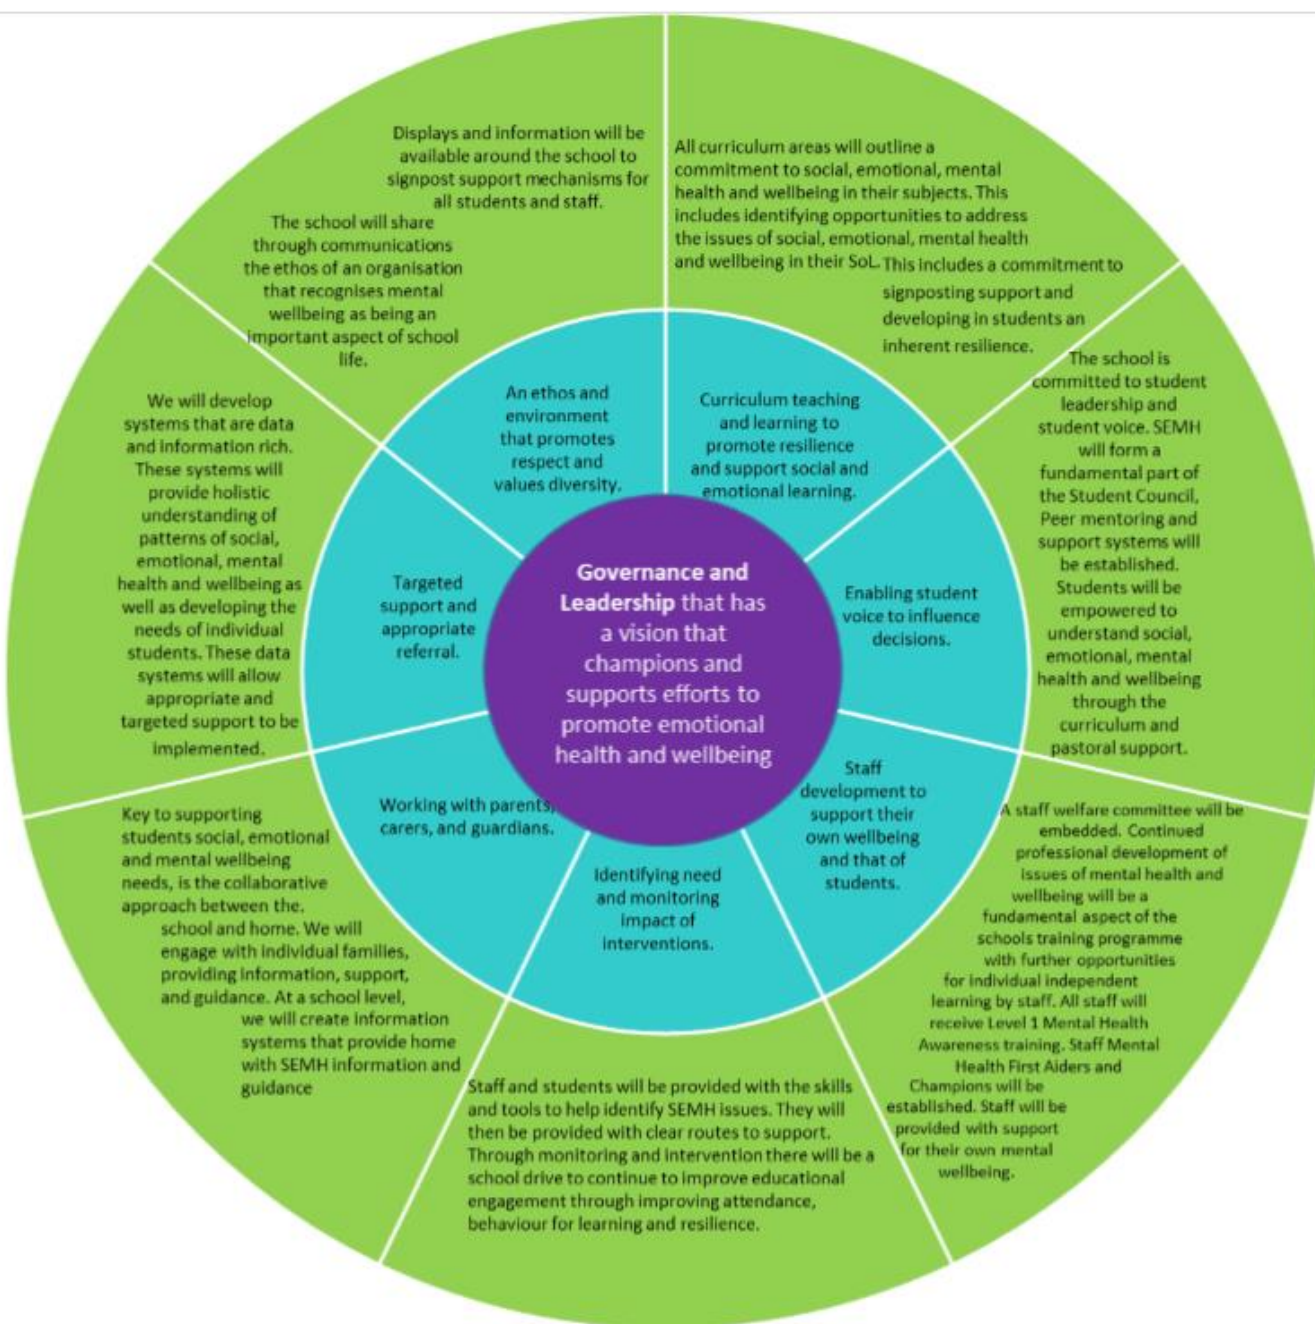 Displays and information will be
available around the school to
signpost support mechanisms for
all students and staff.
The school will share
through communications
the ethos of an organisation
that recognises mental
wellbeing as being an
important aspect of school
life.
All curriculum areas will outline a
commitment to social, emotional, mental
health and wellbeing in their subjects. This
includes identifying opportunities to address
the issues of social, emotional, mental health
and wellbeing in their SoL. This includes a commitment to
signposting support and
developing in students an
inherent resilience.
The school is
committed to student
leadership and
student voice. SEMH
will form a
fundamental part of
the Student Council,
Peer mentoring and
support systems will
be established.
Students will be
empowered to
understand social,
emotional, mental
health and wellbeing
through the
curriculum and
pastoral support.
A staff welfare committee will be
embedded. Continued
professional development of
issues of mental health and
wellbeing will be a
fundamental aspect of the
schools training programme
with further opportunities
for individual independent
learning by staff. All staff will
receive Level 1 Mental Health
Awareness training. Staff Mental
Health First Aiders and
Champions will be
established. Staff will be
provided with support
for their own mental
wellbeing.
Staff and students will be provided with the skills
and tools to help identify SEMH issues. They will
then be provided with clear routes to support.
Through monitoring and intervention there will be a
school drive to continue to improve educational
engagement through improving attendance,
behaviour for learning and resilience.
Key to supporting
students social, emotional
and mental wellbeing
needs, is the collaborative
approach between the.
school and home. We will
engage with individual families,
providing information, support,
and guidance. At a school level,
we will create information
systems that provide home
with SEMH information and
guidance
We will develop
systems that are data
and information rich.
These systems will
provide holistic
understanding of
patterns of social,
emotional, mental
health and wellbeing as
well as developing the
needs of individual
students. These data
systems will allow
appropriate and
targeted support to be
implemented.
An ethos and
environment
that promotes
respect and
values diversity.
Curriculum teaching
and learning to
promote resilience
and support social and
emotional learning.
Enabling student
voice to influence
decisions.
Staff
development to
support their
own wellbeing
and that of
students.
Identifying need
and monitoring
impact of
interventions.
Working with parents,
carers, and guardians.
Targeted
support and
appropriate
referral.
Governance and
Leadership that has
a vision that
champions and
supports efforts to
promote emotional
health and wellbeing